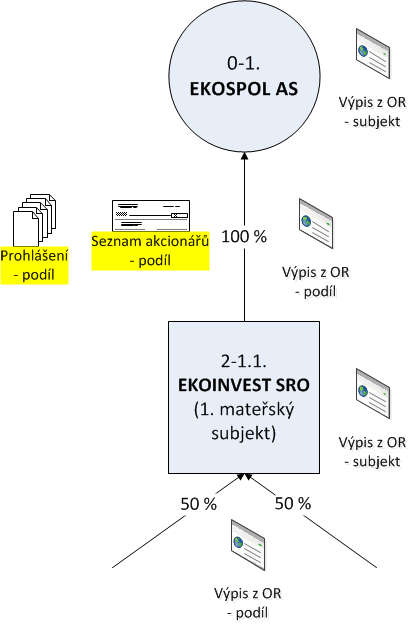 0-1.
EKOSPOL AS
Výpis z OR
- subjekt
Prohlášení
- podíl
Seznam akcionářů
- podíl
100 %
Výpis z OR
- podíl
2-1.1.
EKOINVEST SRO
(1. mateřský
subjekt)
Výpis z OR
- subjekt
50 %
50 %
Výpis z OR
- podíl